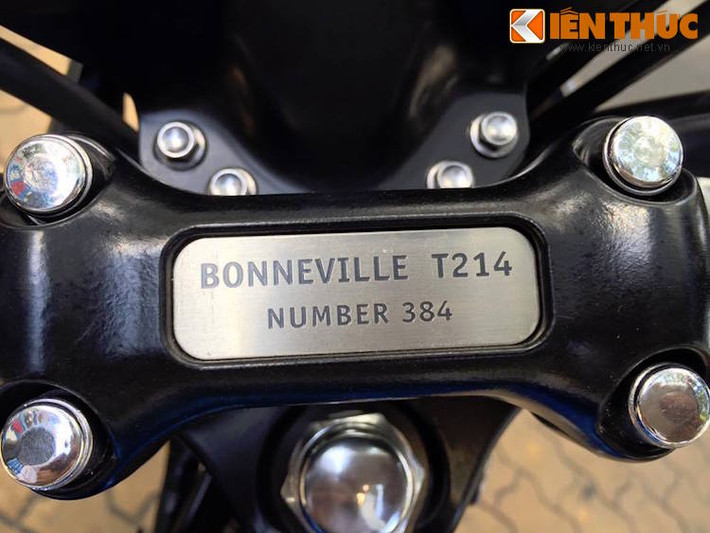 KIẾN THỨC
www.kienthuc.net.vn
BONNEVILLE T214
NUMBER 384